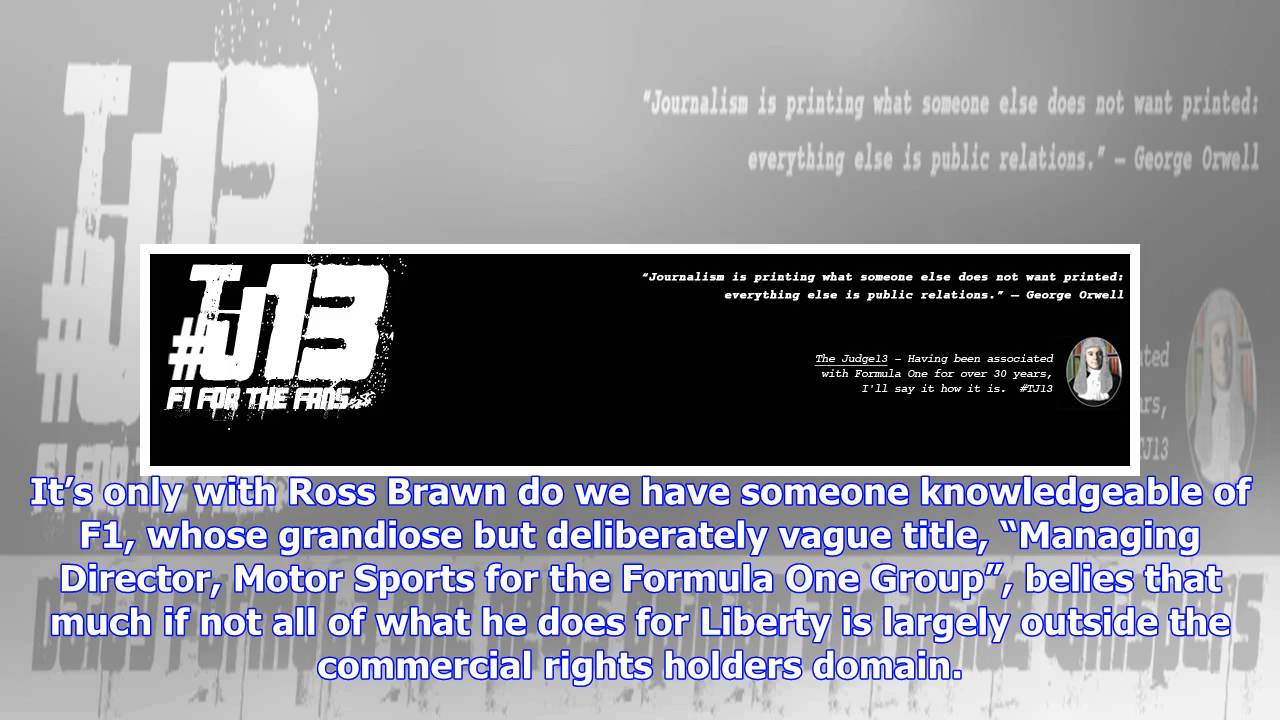 “Journalism is printing what someone else does not want printed:
everything else is public relations.” – George Orwell
#TJ13
F1 FOR THE FANS
“Journalism is printing what someone else does not want printed:
everything else is public relations.” – George Orwell
The Judge13 – Having been associated
with Formula One for over 30 years,
I'll say it how it is. #TJ13
It’s only with Ross Brawn do we have someone knowledgeable of
F1, whose grandiose but deliberately vague title, “Managing
Director, Motor Sports for the Formula One Group”, belies that
much if not all of what he does for Liberty is largely outside the
commercial rights holders domain.